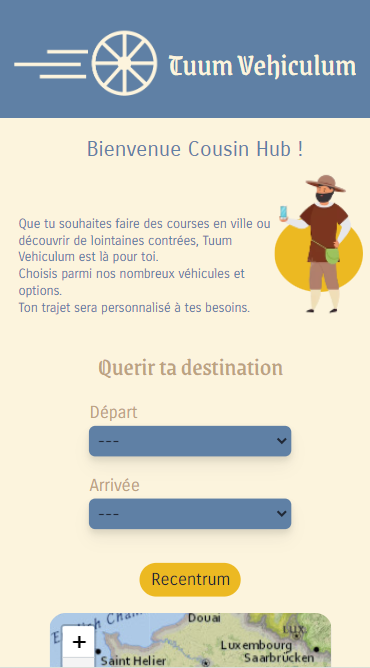 Tuum Vehiculum
Bienvenue Cousin Hub !
Que tu souhaites faire des courses en ville ou
découvrir de lointaines contrées, Tuum
Vehiculum est là pour toi.
Choisis parmi nos nombreux véhicules et
options.
Ton trajet sera personnalisé à tes besoins.
Querir ta destination
Départ
---
Arrivée
---
Recentrum
English Chan
Douai
+
LUX.
Luxembourg
Saint Helier
Saarbrücken